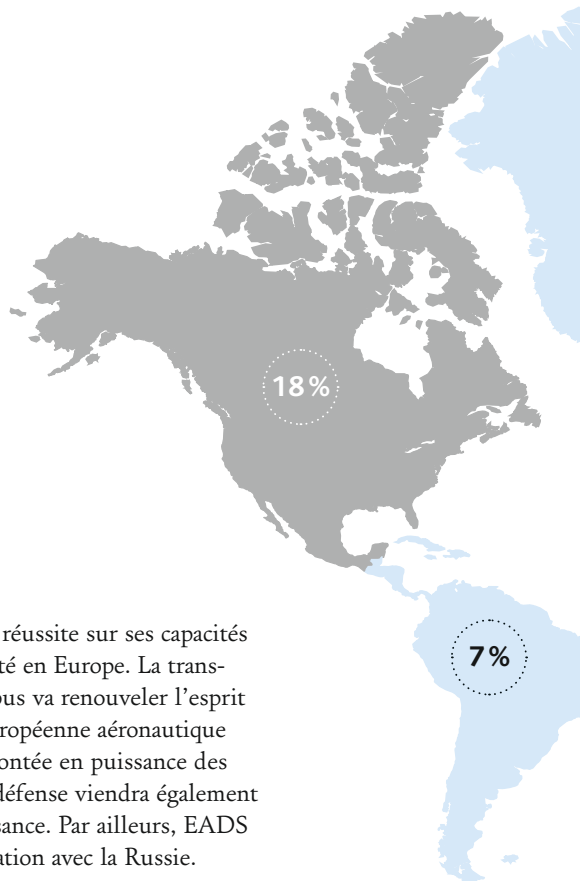 18 %
réussite sur ses capacités
té en Europe. La trans-
ous va renouveler l’esprit
ropéenne aéronautique
ontée en puissance des
défense viendra également
sance. Par ailleurs, EADS
ation avec la Russie.
7 %